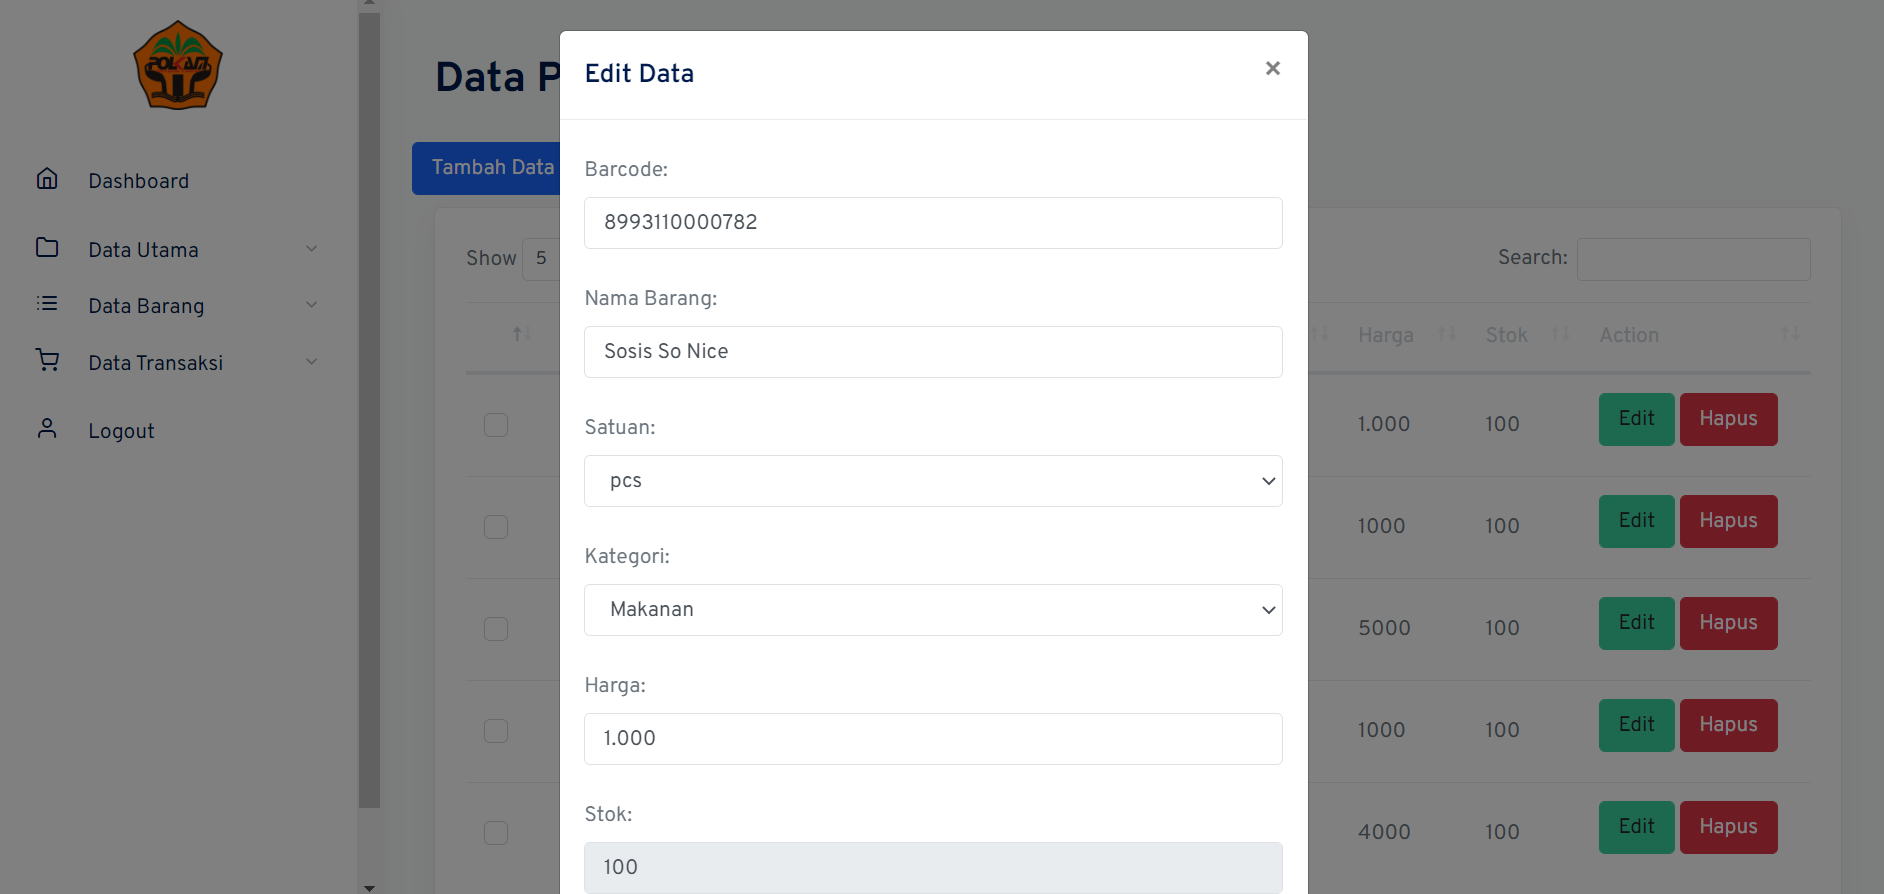 POLKAM
Dashboard
Data Utama
Data Barang
Data Transaksi
Logout
Data P
Tambah Data
Show 5
Search:
Harga Stok Action
1.000 100 Edit Hapus
1000 100 Edit Hapus
5000 100 Edit Hapus
1000 100 Edit Hapus
4000 100 Edit Hapus
Edit Data ×
Barcode:
8993110000782
Nama Barang:
Sosis So Nice
Satuan:
pcs
Kategori:
Makanan
Harga:
1.000
Stok:
100